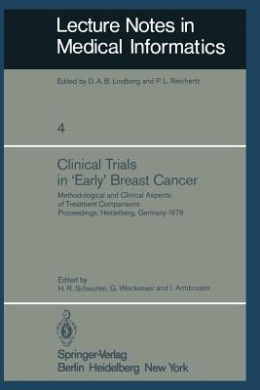 Lecture Notes in
Medical Informatics
Edited by D. A. B. Lindberg and P. L. Reichertz
4
Clinical Trials
in 'Early' Breast Cancer
Methodological and Clinical Aspects
of Treatment Comparisons
Proceedings, Heidelberg, Germany 1978
Edited by
H. R. Scheurlen, G. Weckesser and I. Armbruster
Springer-Verlag
Berlin Heidelberg New York